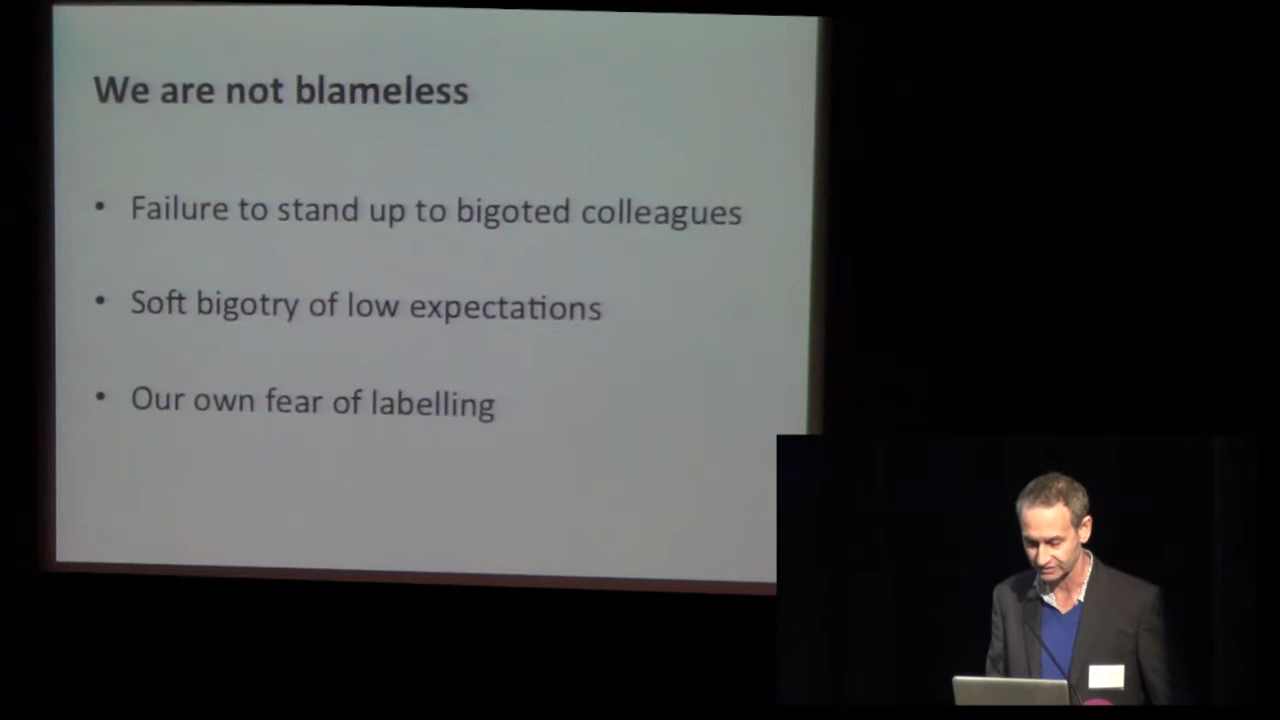 We are not blameless
• Failure to stand up to bigoted colleagues
• Soft bigotry of low expectations
• Our own fear of labelling